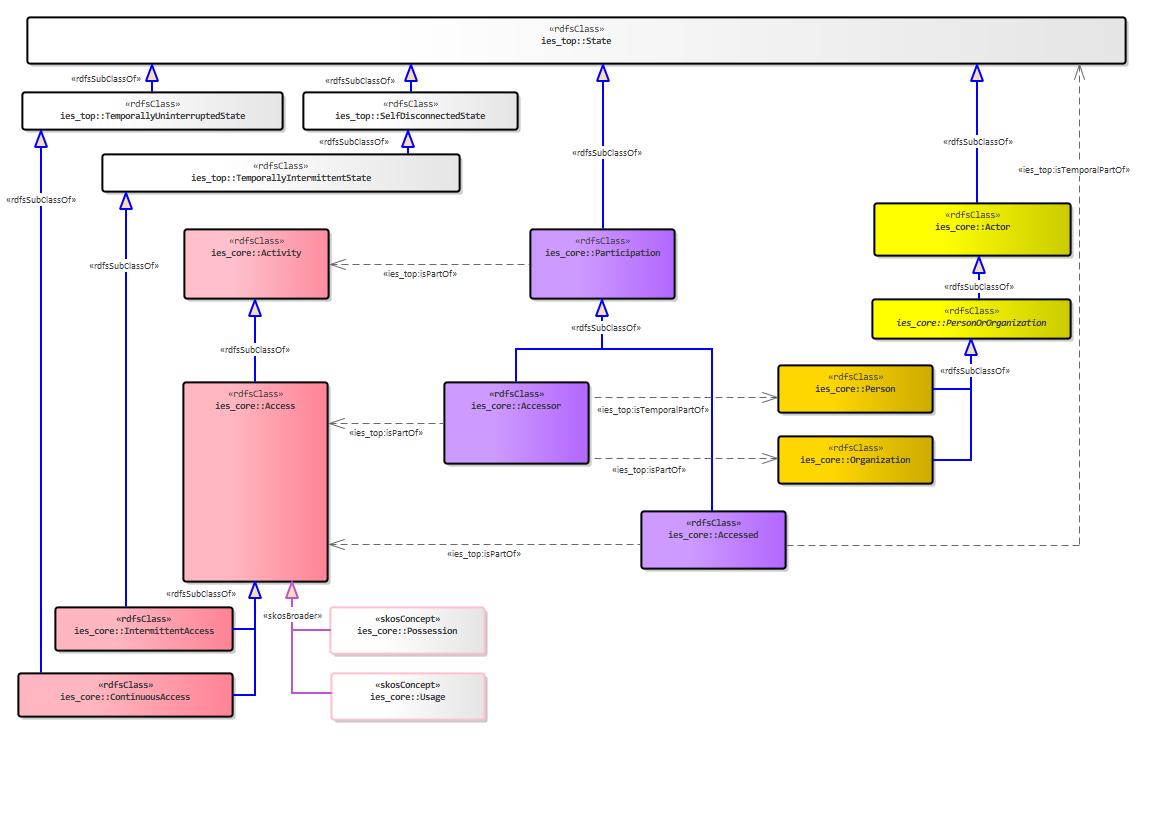 «rdfsClass»
ies_top::State
«rdfsSubClassOf»
«rdfsSubClassOf»
«rdfsClass»
ies_top::TemporallyUninterruptedState
«rdfsClass»
ies_top::SelfDisconnectedState
«rdfsSubClassOf»
«rdfsSubClassOf»
«rdfsSubClassOf»
«rdfsClass»
ies_top::TemporallyIntermittentState
«ies_top:isTemporalPartOf»
«rdfsSubClassOf»
«rdfsClass»
ies_core::Actor
«rdfsClass»
ies_core::Activity
«rdfsClass»
ies_core::Participation
«rdfsSubClassOf»
«ies_top:isPartOf»
«rdfsSubClassOf»
«rdfsClass»
ies_core::PersonOrOrganization
«rdfsSubClassOf»
«rdfsSubClassOf»
«rdfsSubClassOf»
«rdfsClass»
ies_core::Person
«rdfsClass»
ies_core::Access
«rdfsClass»
ies_core::Accessor
«ies_top:isTemporalPartOf»
«ies_top:isPartOf»
«rdfsClass»
ies_core::Organization
«ies_top:isPartOf»
«rdfsClass»
ies_core::Accessed
«ies_top:isPartOf»
«rdfsSubClassOf»
«skosBroader»
«rdfsClass»
ies_core::IntermittentAccess
«skosConcept»
ies_core::Possession
«rdfsClass»
ies_core::ContinuousAccess
«skosConcept»
ies_core::Usage